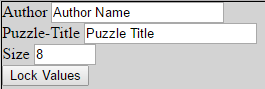 Author Author Name
Puzzle-Title Puzzle Title
Size 8
Lock Values